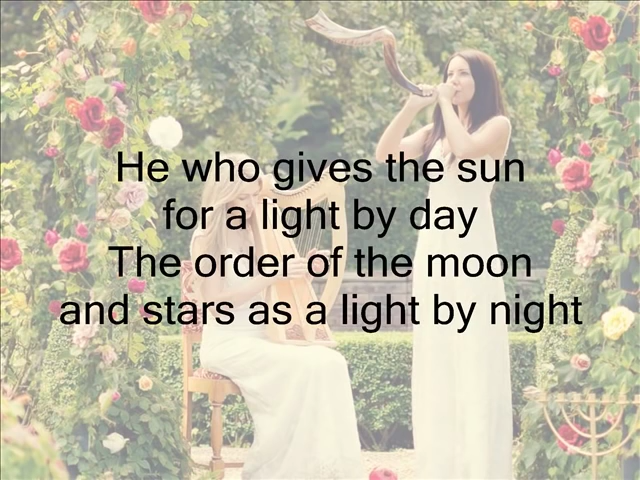 He who gives the sun
for a light by day
The order of the moon
and stars as a light by night